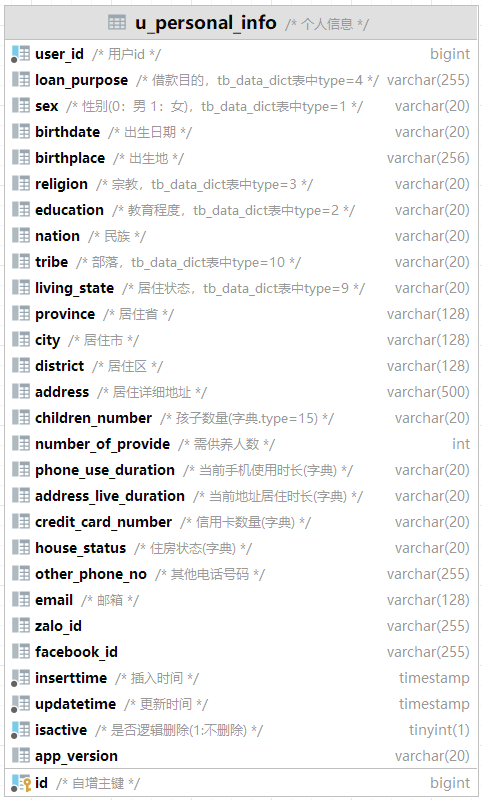 u_personal_info /* 个人信息 */
user_id /* 用户id */ bigint
loan_purpose /* 借款目的，tb_data_dict表中type=4 */ varchar(255)
sex /* 性别(0：男 1：女)，tb_data_dict表中type=1 */ varchar(20)
birthdate /* 出生日期 */ varchar(20)
birthplace /* 出生地 */ varchar(256)
religion /* 宗教，tb_data_dict表中type=3 */ varchar(20)
education /* 教育程度，tb_data_dict表中type=2 */ varchar(20)
nation /* 民族 */ varchar(20)
tribe /* 部落，tb_data_dict表中type=10 */ varchar(20)
living_state /* 居住状态，tb_data_dict表中type=9 */ varchar(20)
province /* 居住省 */ varchar(128)
city /* 居住市 */ varchar(128)
district /* 居住区 */ varchar(128)
address /* 居住详细地址 */ varchar(500)
children_number /* 孩子数量(字典.type=15) */ varchar(20)
number_of_provide /* 需供养人数 */ int
phone_use_duration /* 当前手机使用时长(字典) */ varchar(20)
address_live_duration /* 当前地址居住时长(字典) */ varchar(20)
credit_card_number /* 信用卡数量(字典) */ varchar(20)
house_status /* 住房状态(字典) */ varchar(20)
other_phone_no /* 其他电话号码 */ varchar(255)
email /* 邮箱 */ varchar(128)
zalo_id varchar(255)
facebook_id varchar(255)
inserttime /* 插入时间 */ timestamp
updatetime /* 更新时间 */ timestamp
isactive /* 是否逻辑删除(1:不删除) */ tinyint(1)
app_version varchar(20)
id /* 自增主键 */ bigint